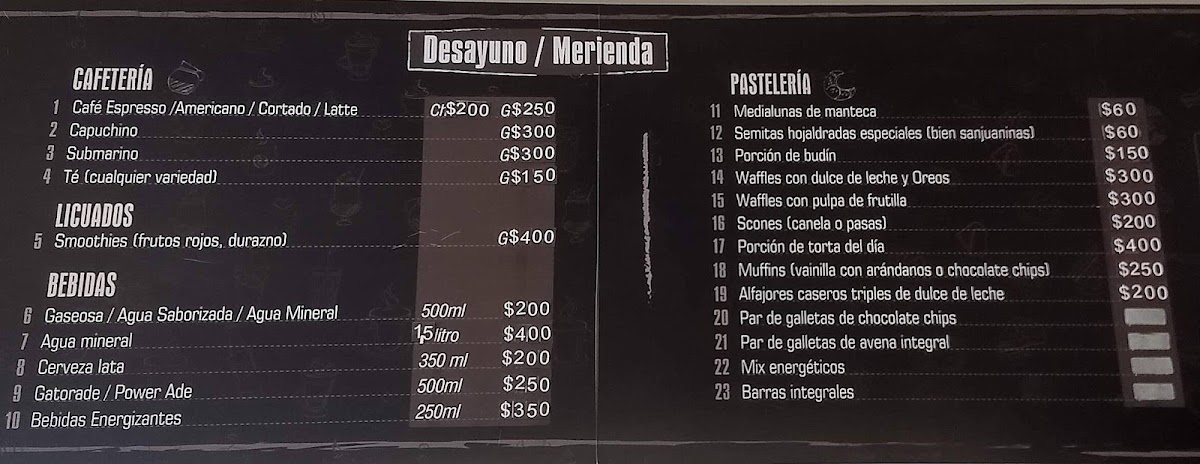 Desayuno / Merienda
CAFETERÍA
1 Café Espresso /Americano / Cortado / Latte Ch$200 G$250
2 Capuchino G$300
3 Submarino G$300
4 Té (cualquier variedad) G$150
LICUADOS
5 Smoothies (frutos rojos, durazno) G$400
BEBIDAS
6 Gaseosa / Agua Saborizada / Agua Mineral 500ml $200
7 Agua mineral 1,5 litro $400
8 Cerveza lata 350 ml $200
9 Gatorade / Power Ade 500ml $250
10 Bebidas Energizantes 250ml $350
PASTELERÍA
11 Medialunas de manteca $60
12 Semitas hojaldradas especiales (bien sanjuaninas) $60
13 Porción de budín $150
14 Waffles con dulce de leche y Oreos $300
15 Waffles con pulpa de frutilla $300
16 Scones (canela o pasas) $200
17 Porción de torta del día $400
18 Muffins (vainilla con arándanos o chocolate chips) $250
19 Alfajores caseros triples de dulce de leche $200
20 Par de galletas de chocolate chips
21 Par de galletas de avena integral
22 Mix energéticos
23 Barras integrales